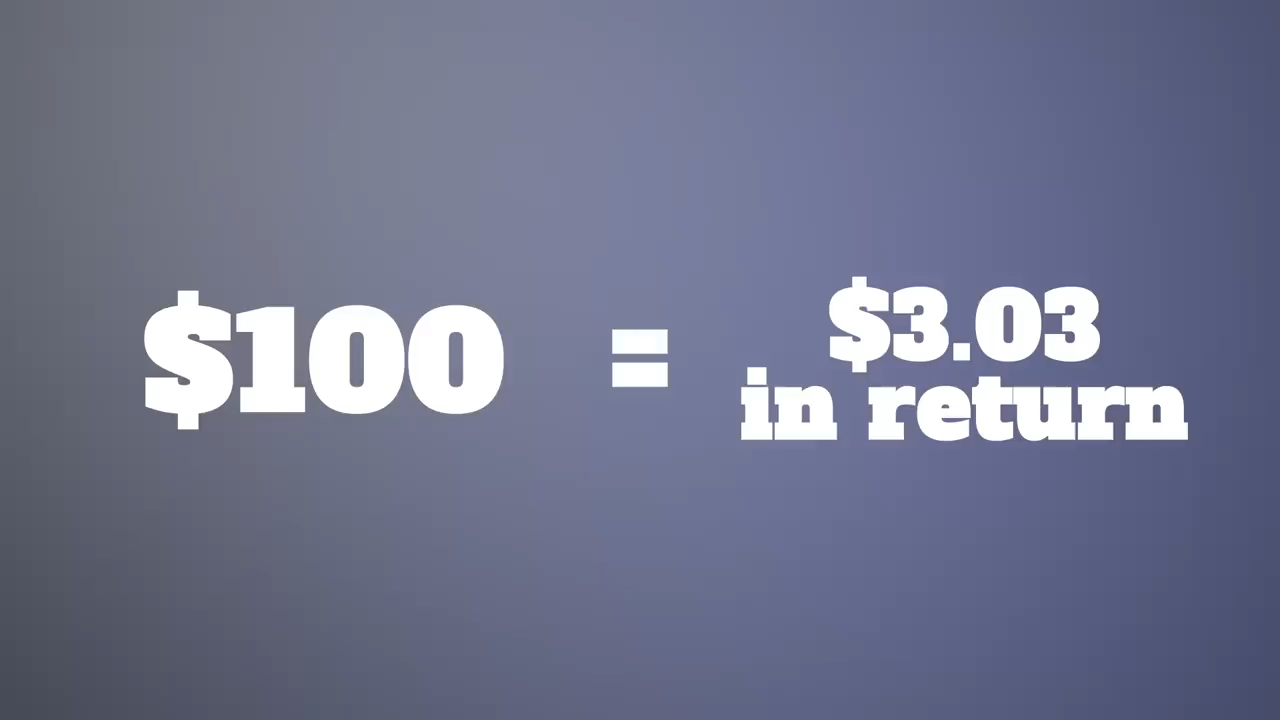 $100 = $3.03
in return